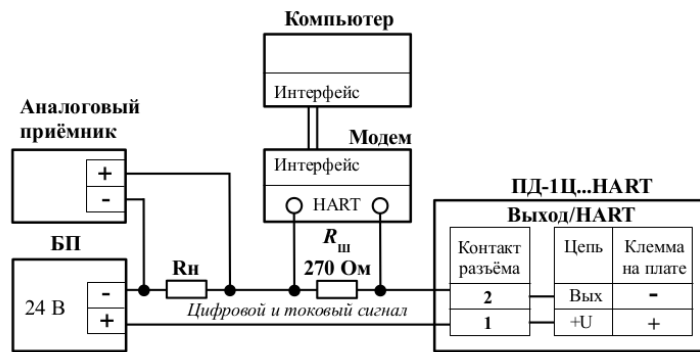 Компьютер
Интерфейс
Аналоговый
приёмник
+
-
Модем
Интерфейс
HART
ПД-1Ц...HART
Выход/HART
Контакт
разъёма
Цепь
Клемма
на плате
2
Вых
-
1
+U
+
БП
24 В
-
+
Rн
Rш
270 Ом
Цифровой и токовый сигнал